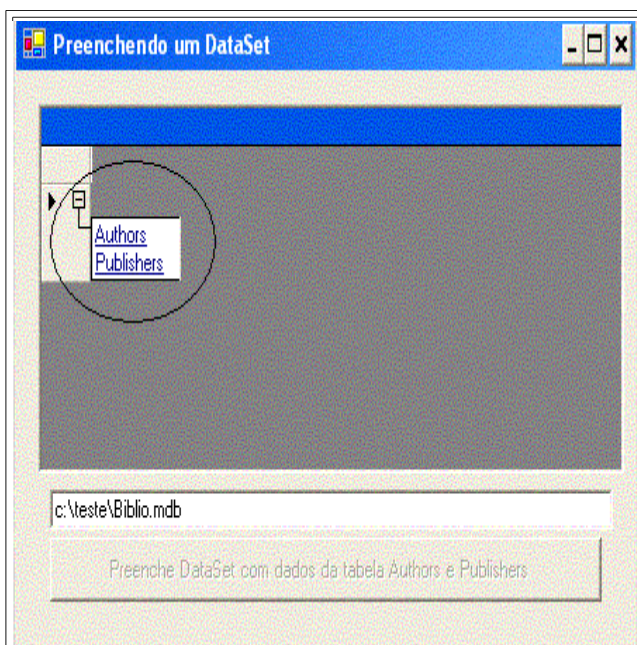 Preenchendo um DataSet
Authors
Publishers
c:\teste\Biblio.mdb
Preenche DataSet com dados da tabela Authors e Publishers